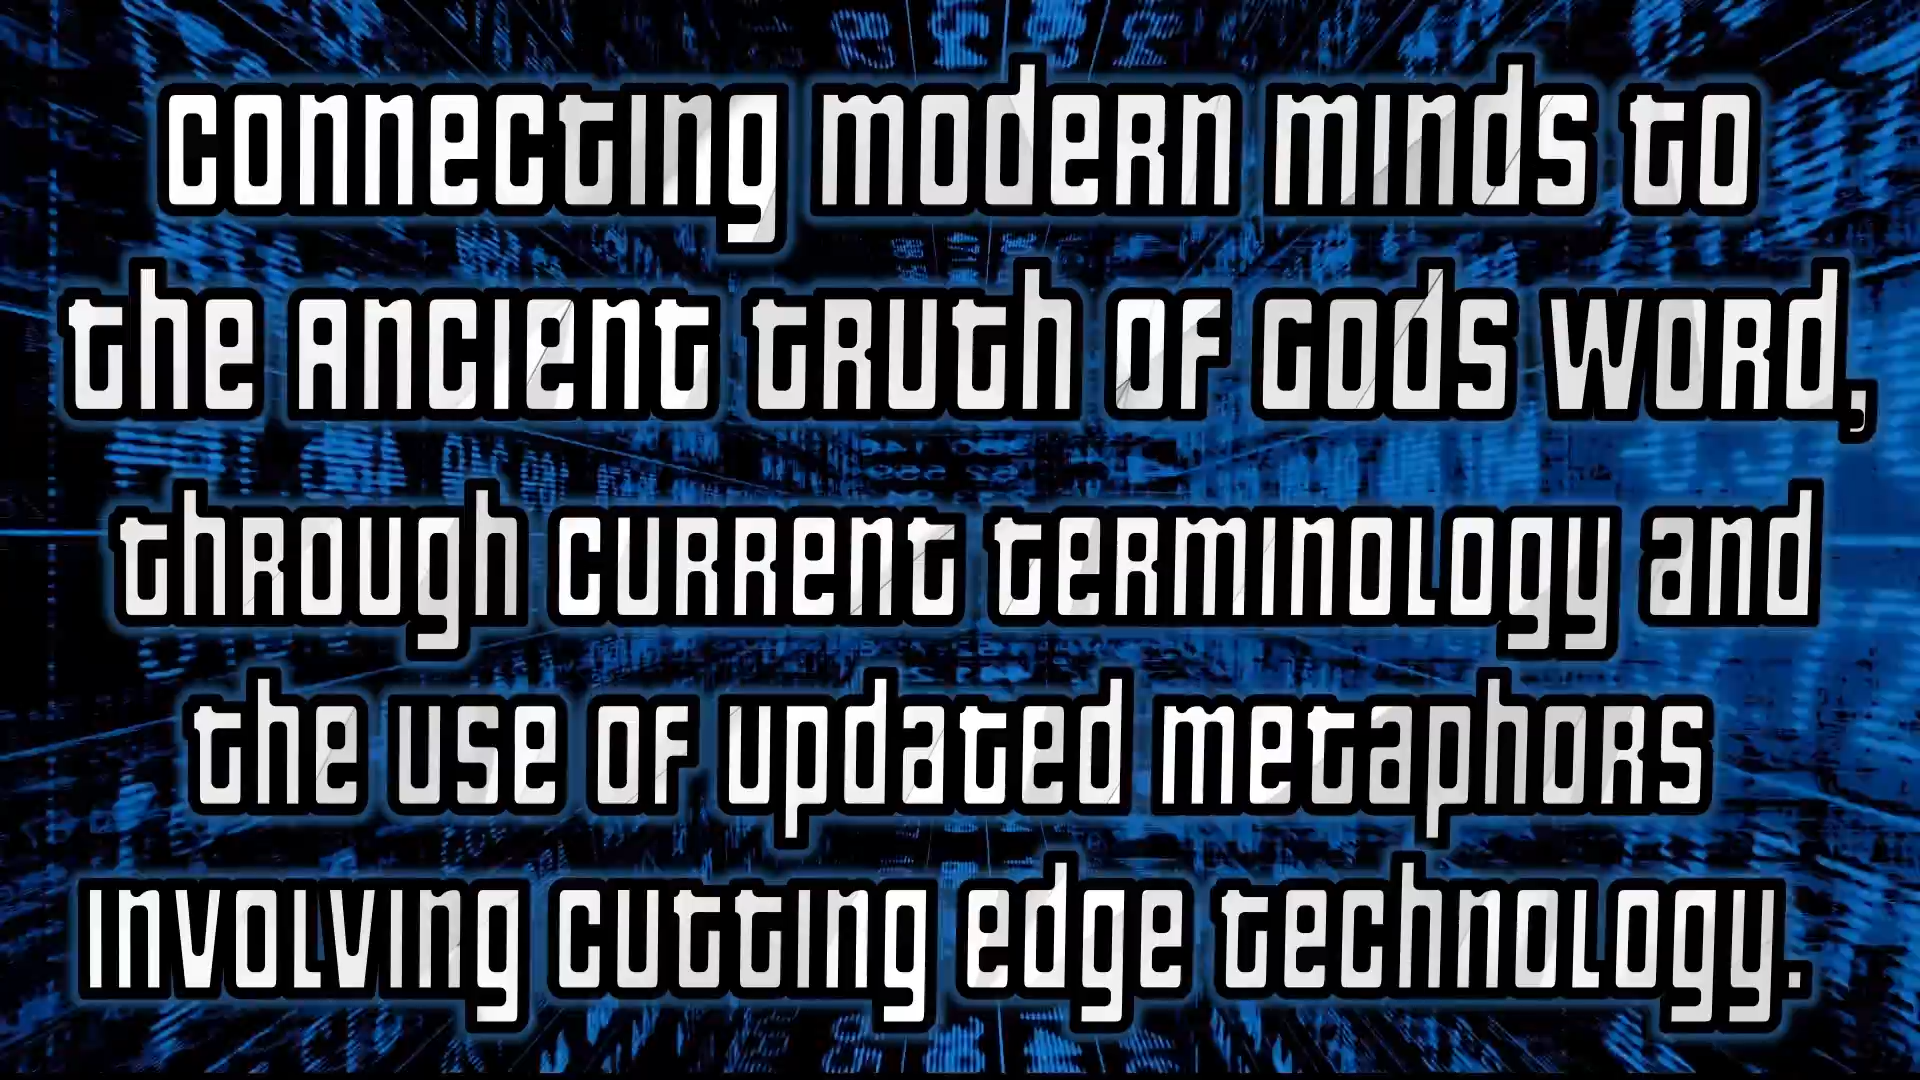 connecting modern minds to
the ancient truth of Gods word,
through current terminology and
the use of updated metaphors
involving cutting edge technology.